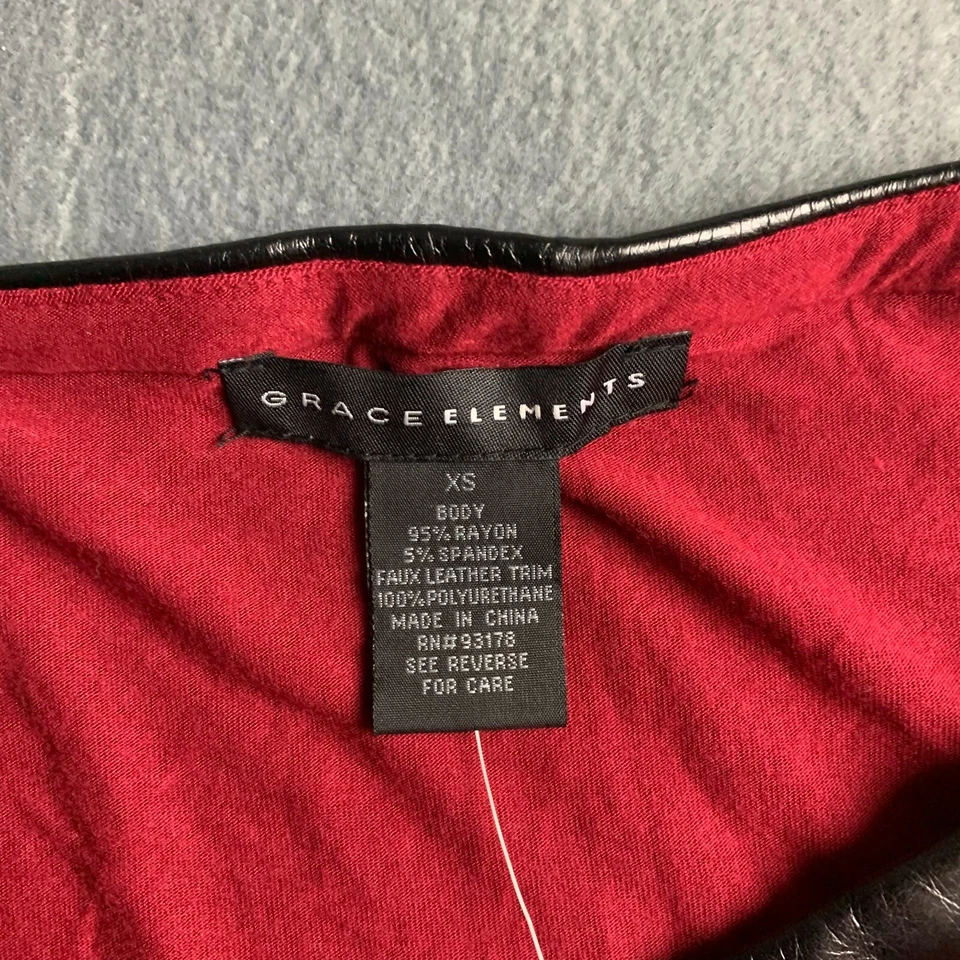 GRACE ELEMENTS
XS
BODY
95% RAYON
5% SPANDEX
FAUX LEATHER TRIM
100%POLYURETHANE
MADE IN CHINA
RN#93178
SEE REVERSE
FOR CARE